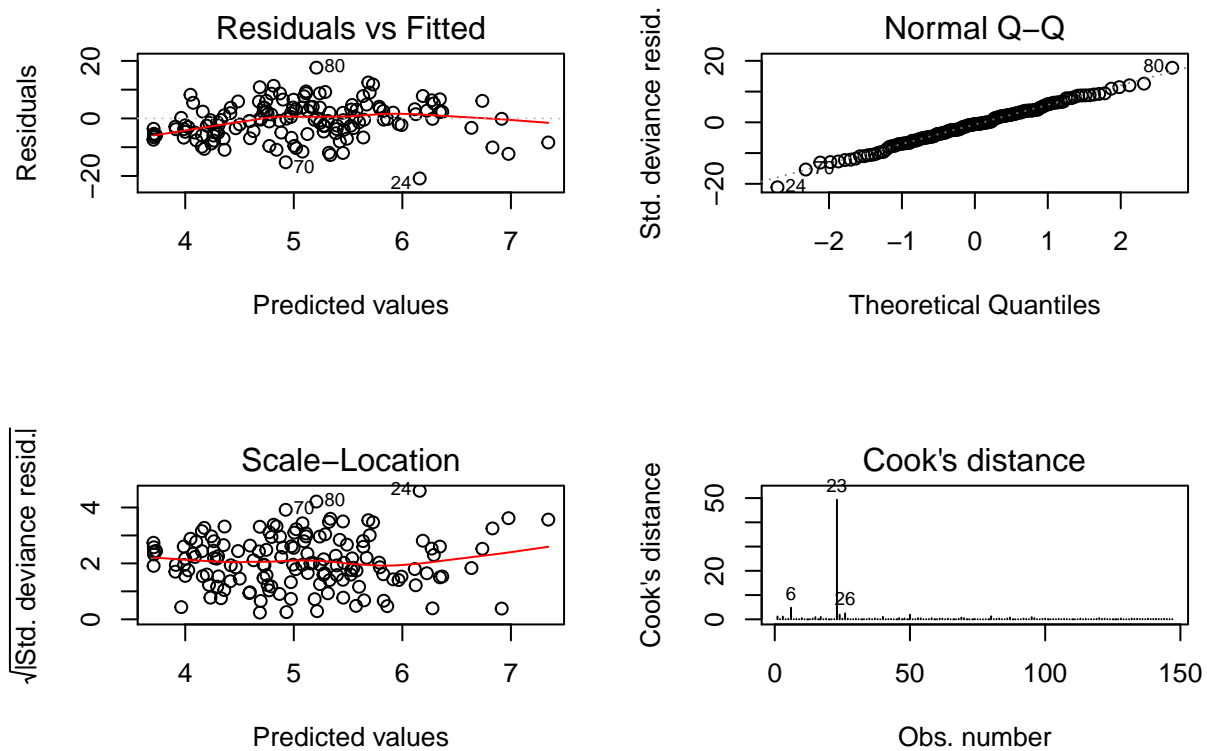 Residuals vs Fitted
Residuals
20
0
−20
80
70
24
4 5 6 7
Predicted values
Normal Q−Q
Std. deviance resid.
20
0
−20
80
70
24
−2 −1 0 1 2
Theoretical Quantiles
Scale−Location
√|Std. deviance resid.|
4
2
0
70
80
24
4 5 6 7
Predicted values
Cook's distance
Cook's distance
50
20
0
23
6
26
0 50 100 150
Obs. number